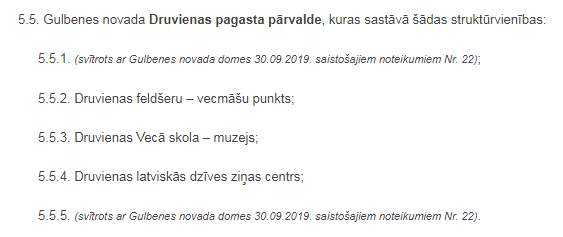 5.5. Gulbenes novada Druvienas pagasta pārvalde, kuras sastāvā šādas struktūrvienības:
5.5.1. (svītrots ar Gulbenes novada domes 30.09.2019. saistošajiem noteikumiem Nr. 22);
5.5.2. Druvienas feldšeru – vecmāšu punkts;
5.5.3. Druvienas Vecā skola – muzejs;
5.5.4. Druvienas latviskās dzīves ziņas centrs;
5.5.5. (svītrots ar Gulbenes novada domes 30.09.2019. saistošajiem noteikumiem Nr. 22).